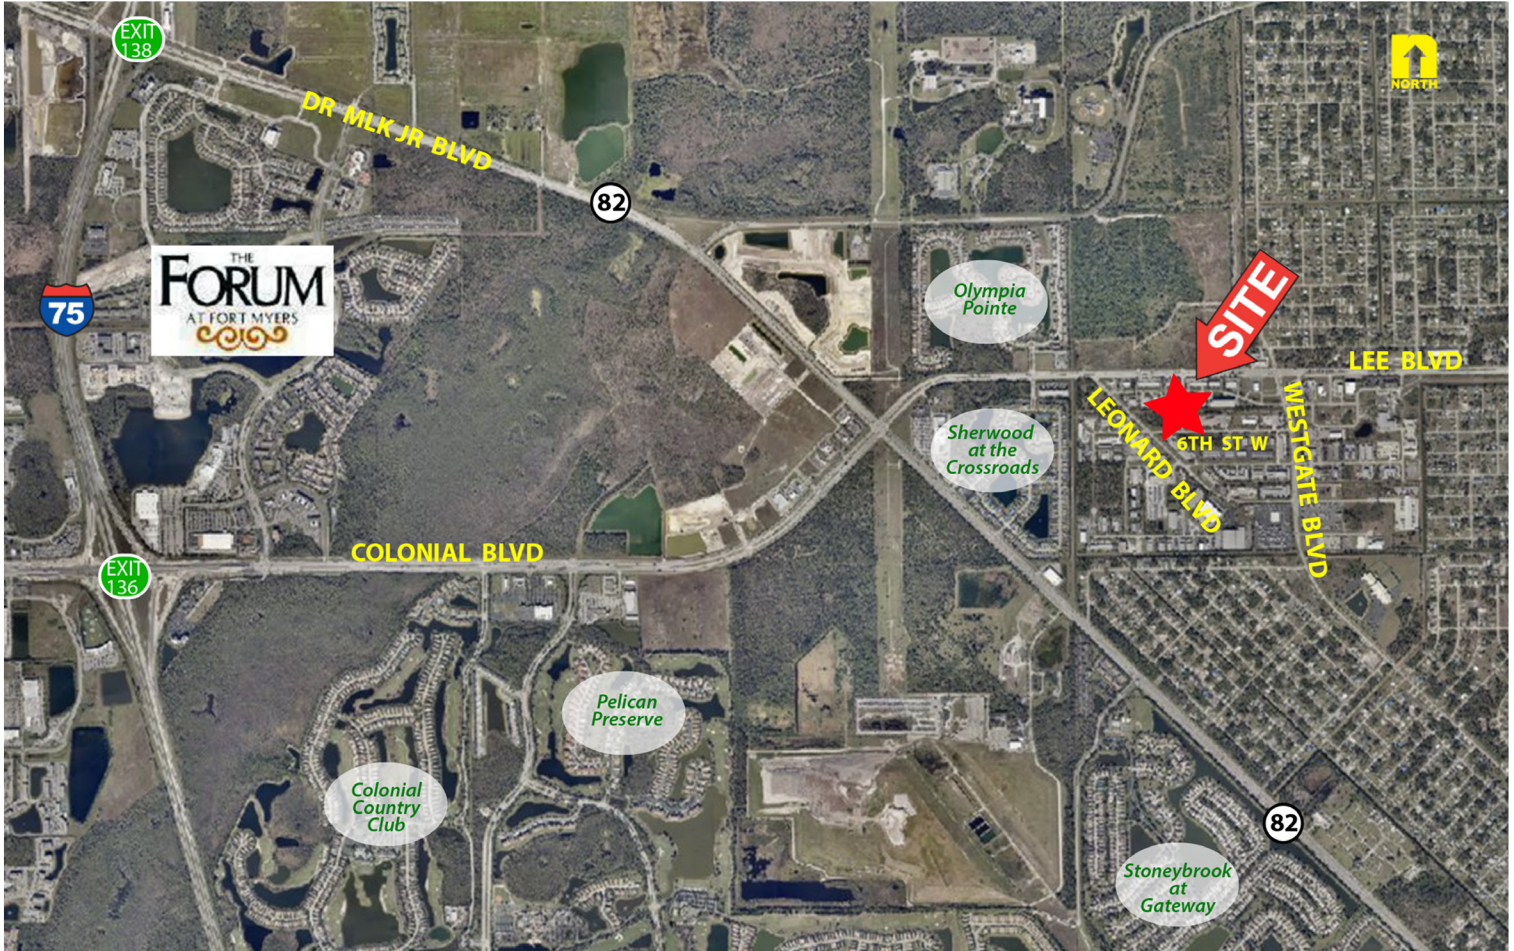 EXIT
138
NORTH
DR MLK JR BLVD
82
THE
FORUM
AT FORT MYERS
75
Olympia
Pointe
SITE
LEE BLVD
LEONARD BLVD
6TH ST W
WESTGATE BLVD
Sherwood
at the
Crossroads
COLONIAL BLVD
EXIT
136
Pelican
Preserve
Colonial
Country
Club
82
Stoneybrook
at
Gateway